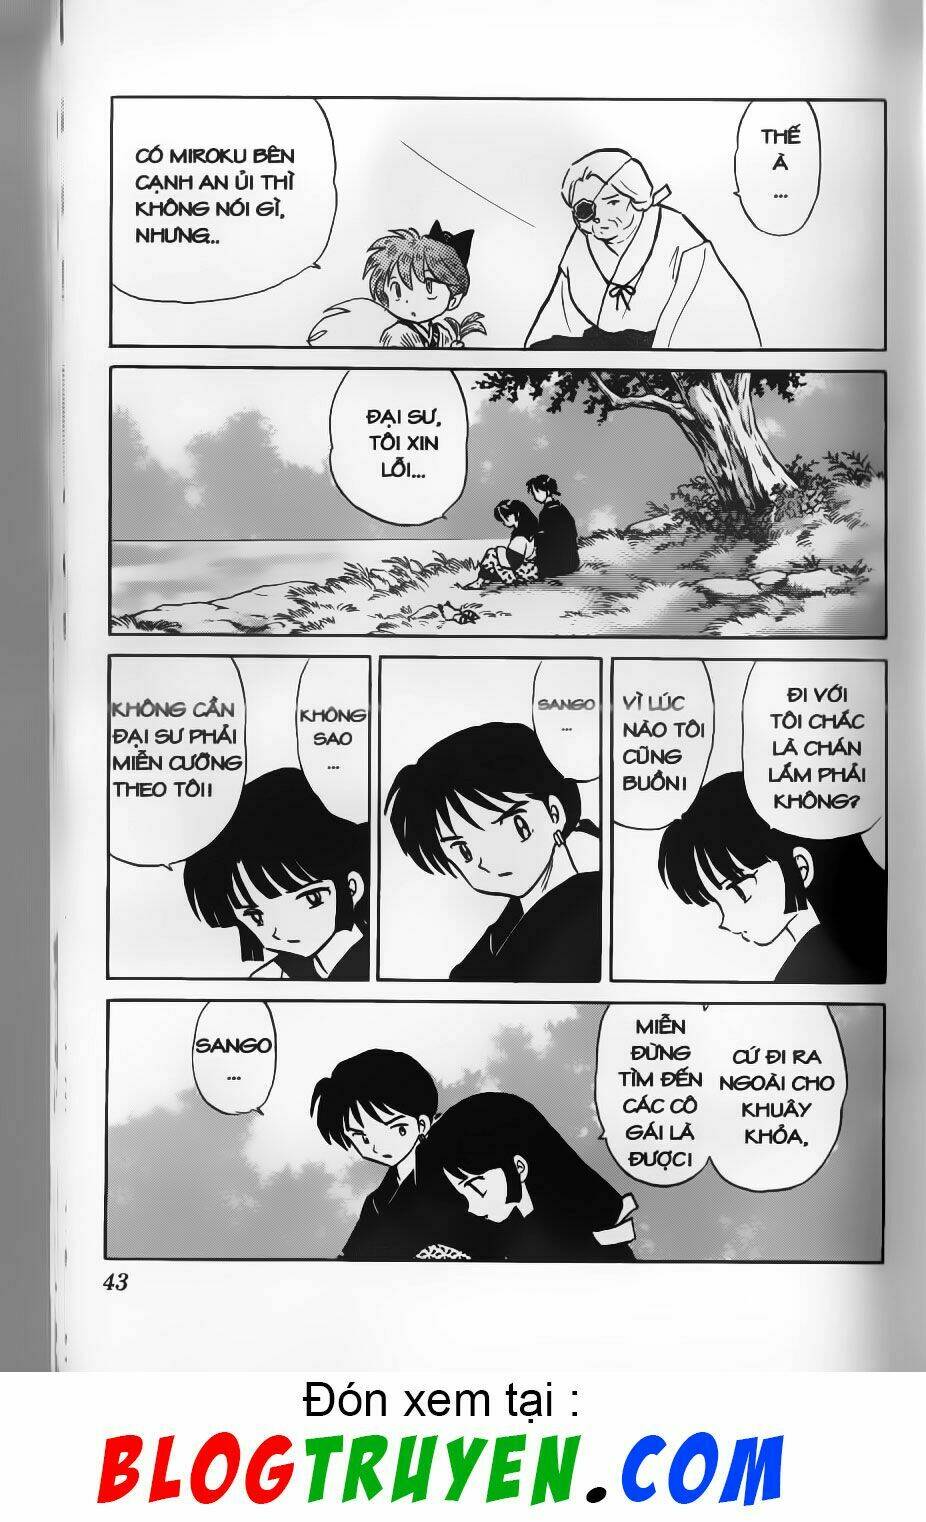 THẾ
À
...
CÓ MIROKU BÊN
CẠNH AN ỦI THÌ
KHÔNG NÓI GÌ,
NHƯNG...
ĐẠI SƯ,
TÔI XIN
LỖI...
ĐI VỚI
TÔI CHẮC
LÀ CHÁN
LẮM PHẢI
KHÔNG?
VÌ LÚC
NÀO TÔI
CŨNG
BUỒN!
SANGO
...
KHÔNG
SAO
...
KHÔNG CẦN
ĐẠI SƯ PHẢI
MIỄN CƯỠNG
THEO TÔI!
CỨ ĐI RA
NGOÀI CHO
KHUÂY
KHỎA,
MIỄN
ĐỪNG
TÌM ĐẾN
CÁC CÔ
GÁI LÀ
ĐƯỢC!
SANGO
...
43
Đón xem tại :
BLOGTRUYEN.COM